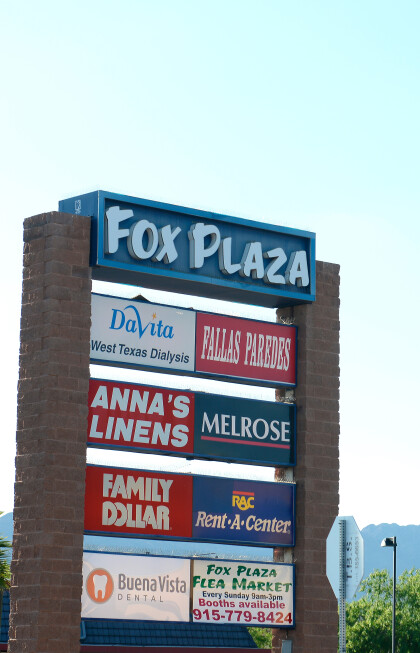 FOX PLAZA
DaVita
West Texas Dialysis
FALLAS PAREDES
ANNA'S
LINENS
MELROSE
FAMILY
DOLLAR
RAC
Rent-A-Center
BuenaVista
DENTAL
FOX PLAZA
FLEA MARKET
Every Sunday 9am-3pm
Booths available
915-779-8424